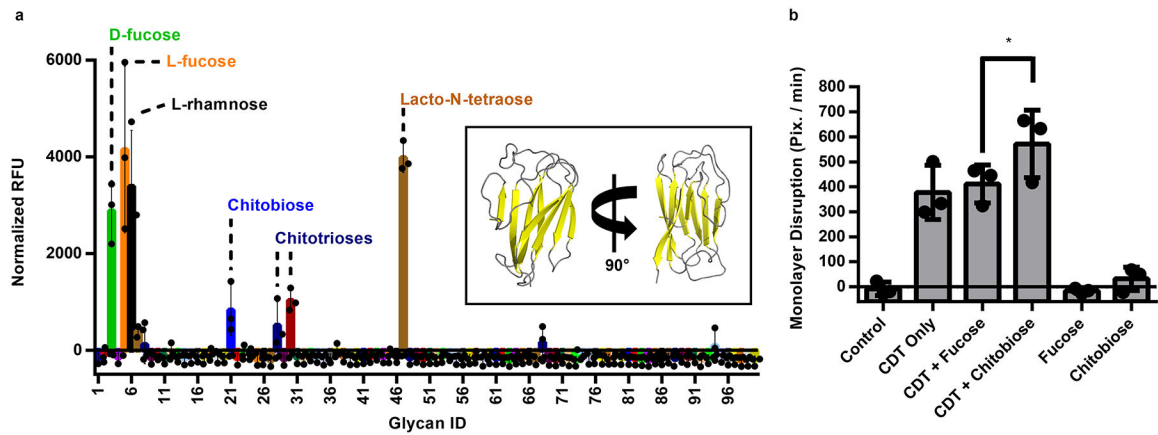 a
D-fucose
L-fucose
L-rhamnose
Lacto-N-tetraose
Chitobiose
Chitotrioses
90°
Normalized RFU
6000
4000
2000
0
1 6 11 16 21 26 31 36 41 46 51 56 61 66 71 76 81 86 91 96
Glycan ID
b
*
Monolayer Disruption (Pix. / min)
800
700
600
500
400
300
200
100
0
Control
CDT Only
CDT + Fucose
CDT + Chitobiose
Fucose
Chitobiose